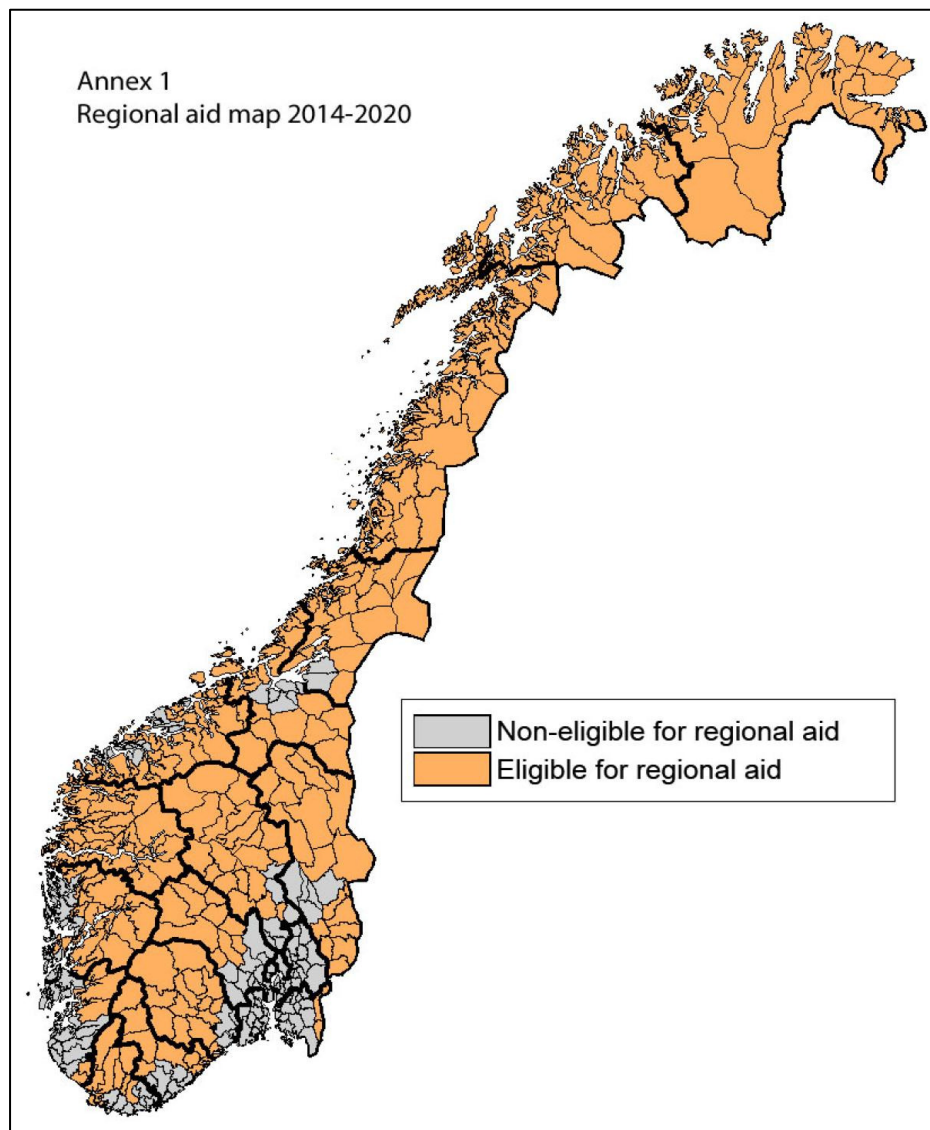 Annex 1
Regional aid map 2014-2020
Non-eligible for regional aid
Eligible for regional aid